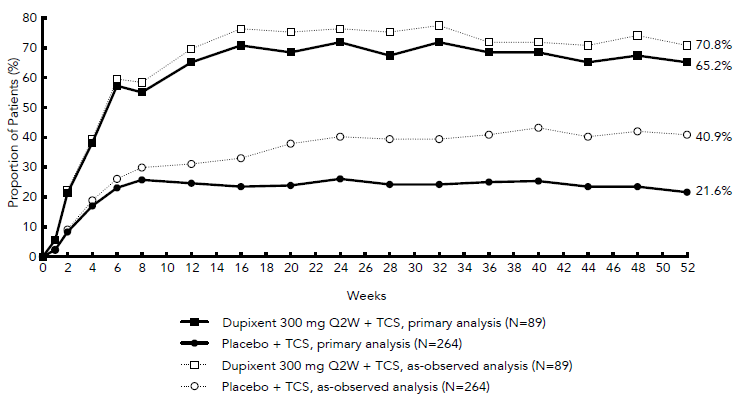 80
70
60
50
40
30
20
10
0
Proportion of Patients (%)
70.8%
65.2%
40.9%
21.6%
0 2 4 6 8 10 12 14 16 18 20 22 24 26 28 30 32 34 36 38 40 42 44 46 48 50 52
Weeks
Dupixent 300 mg Q2W + TCS, primary analysis (N=89)
Placebo + TCS, primary analysis (N=264)
Dupixent 300 mg Q2W + TCS, as-observed analysis (N=89)
Placebo + TCS, as-observed analysis (N=264)